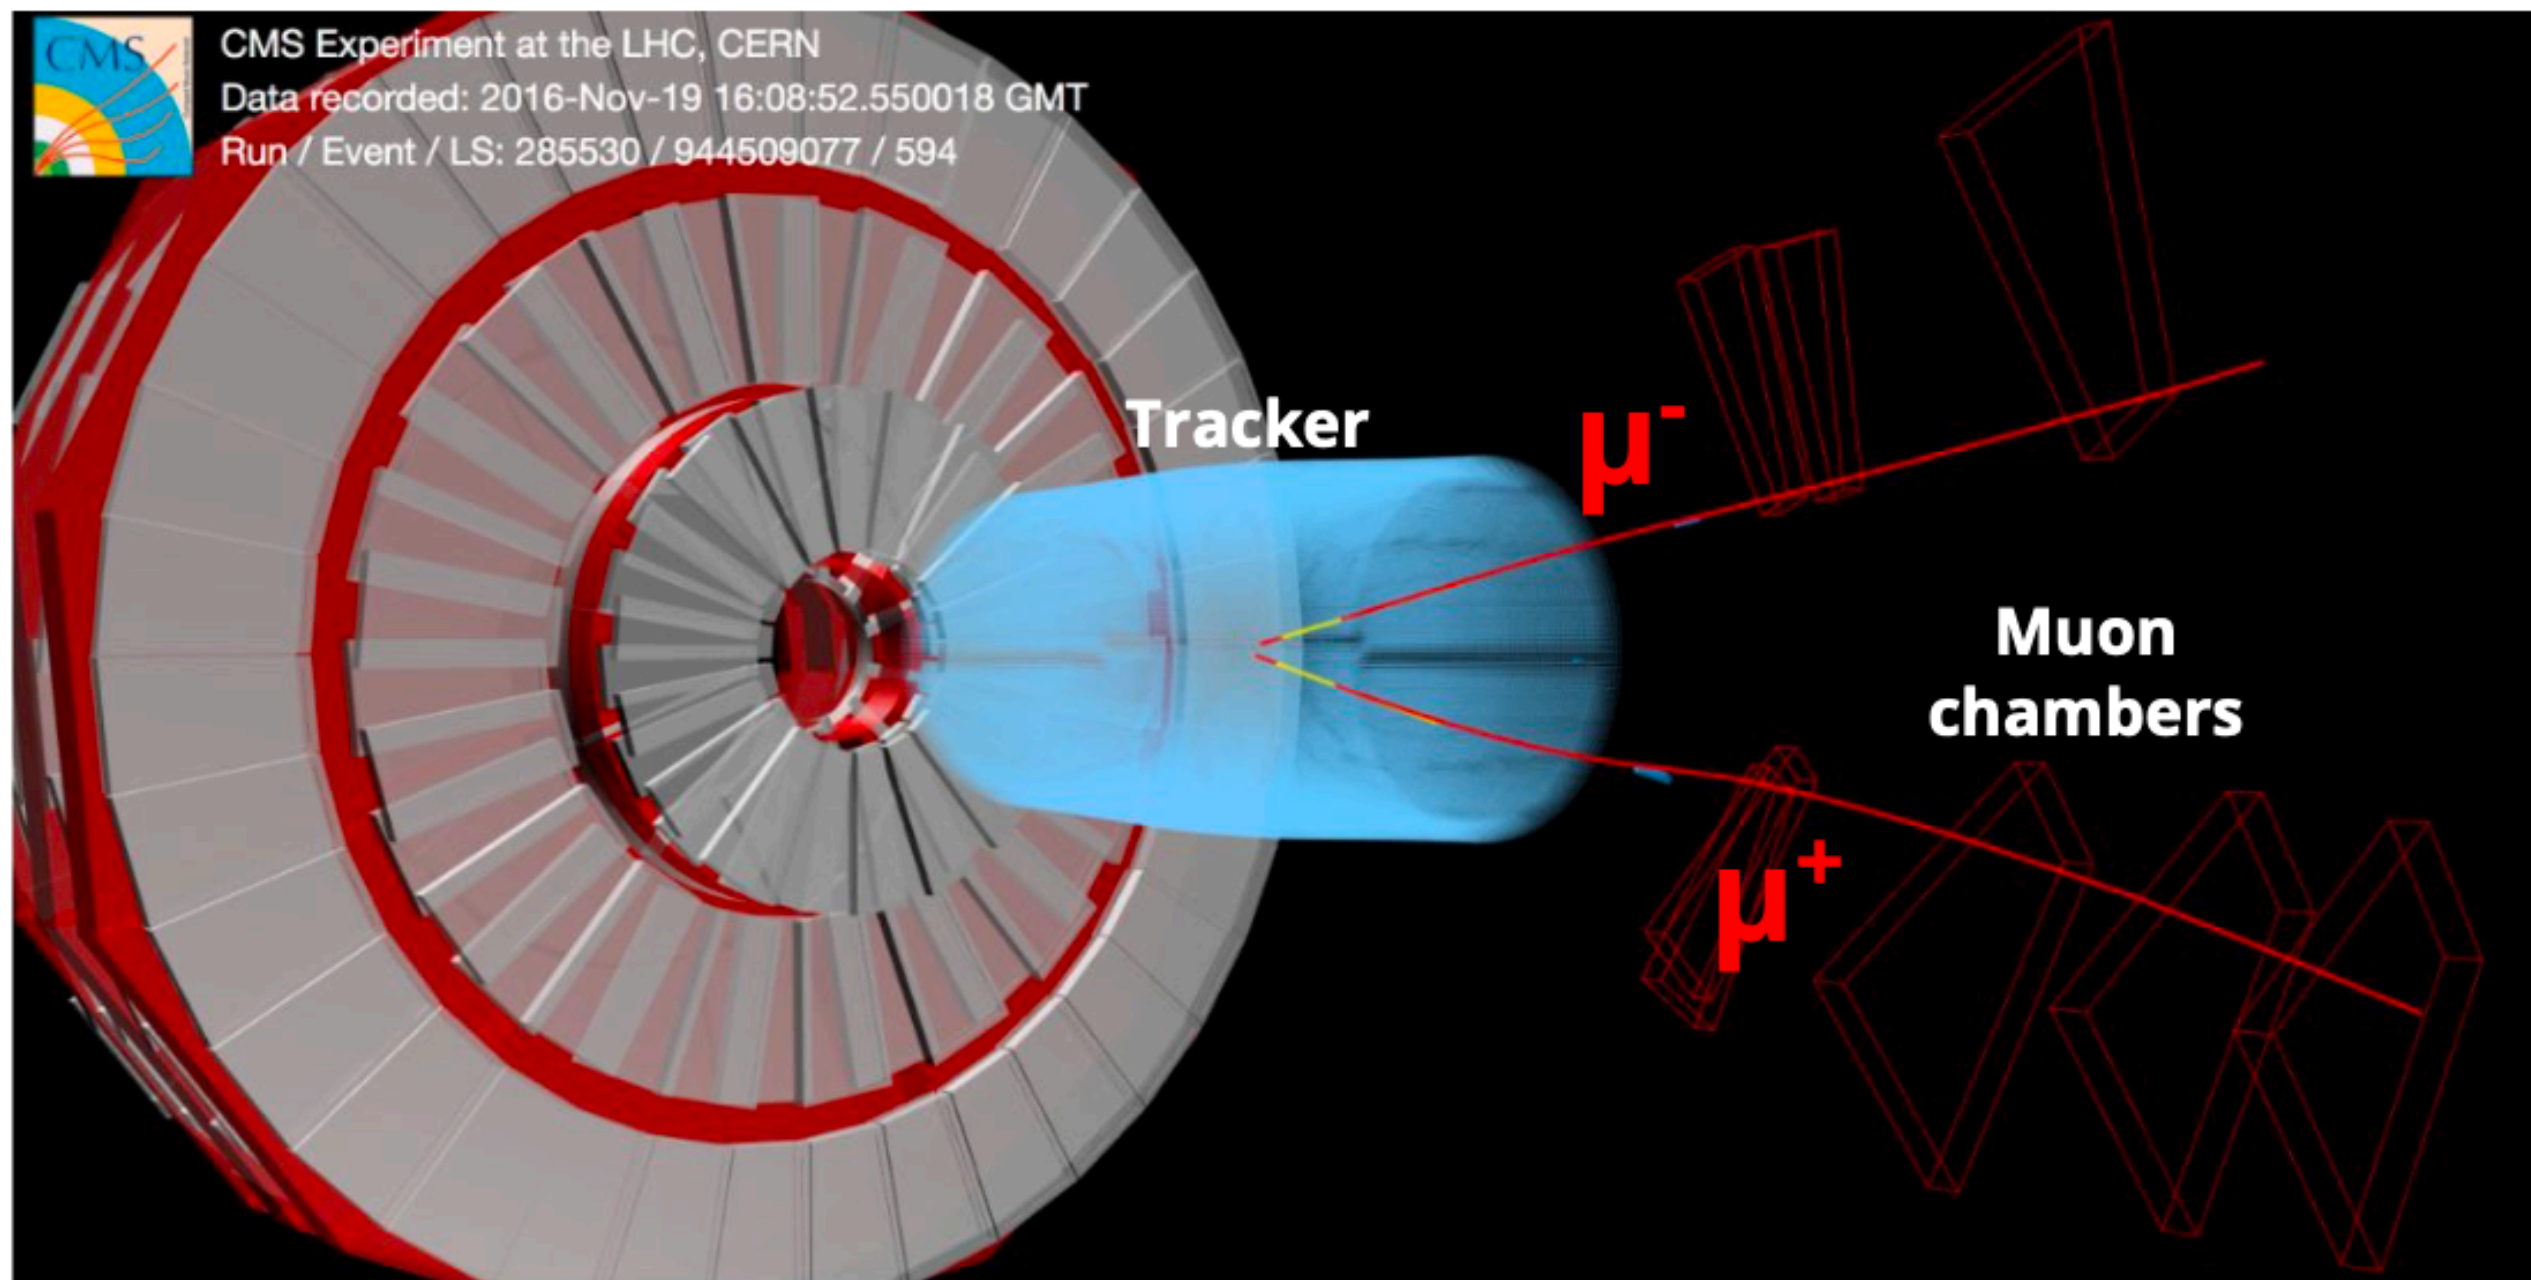 CMS
CMS Experiment at the LHC, CERN
Data recorded: 2016-Nov-19 16:08:52.550018 GMT
Run / Event / LS: 285530 / 944509077 / 594
Tracker
μ-
Muon
chambers
μ+